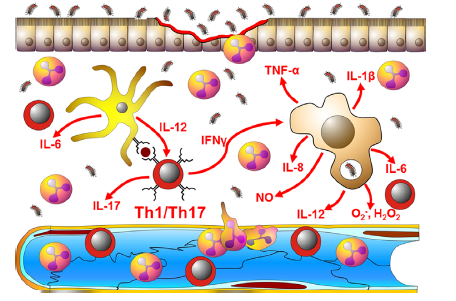 TNF-α
IL-1β
IL-12
IL-6
IFNγ
IL-8
IL-6
NO
IL-17
Th1/Th17
IL-12
O₂⁻, H₂O₂